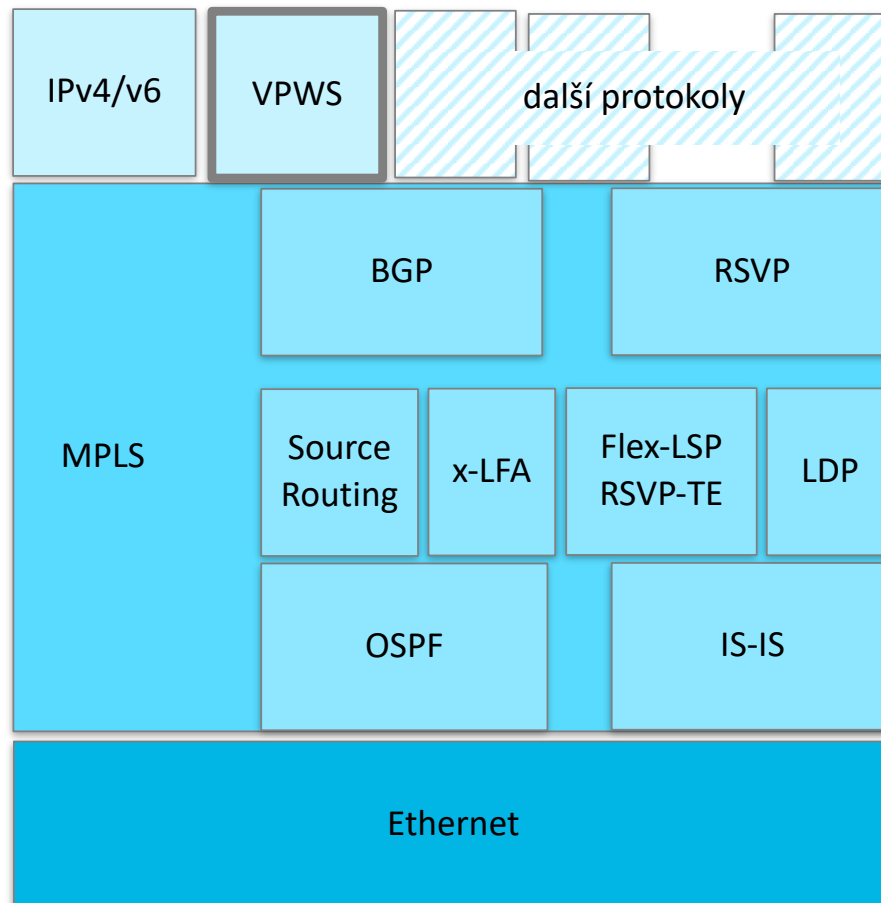 IPv4/v6
VPWS
další protokoly
BGP
RSVP
MPLS
Source
Routing
x-LFA
Flex-LSP
RSVP-TE
LDP
OSPF
IS-IS
Ethernet